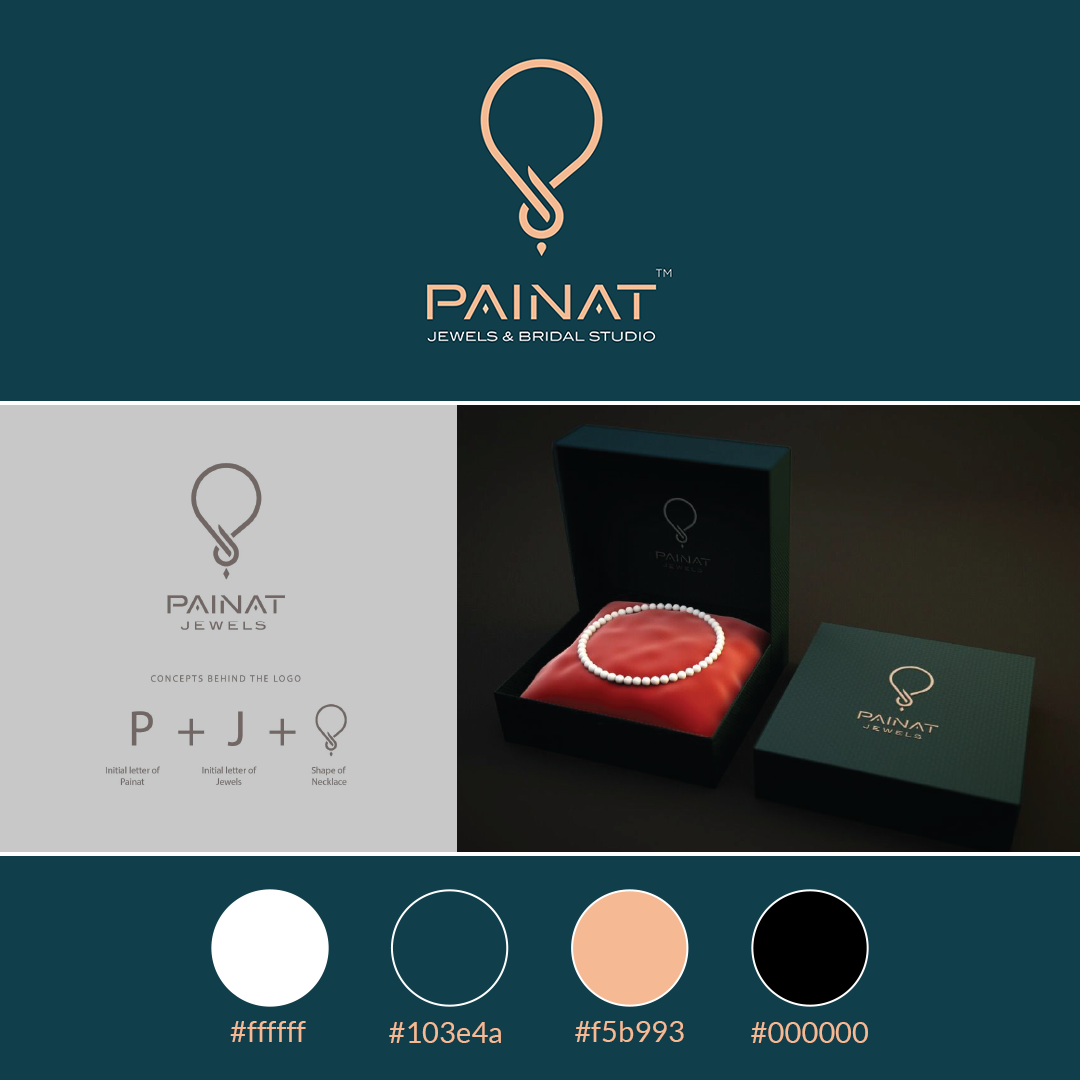 PAINAT™
JEWELS & BRIDAL STUDIO
PAINAT
JEWELS
CONCEPTS BEHIND THE LOGO
P + J +
Initial letter of
Painat
Initial letter of
Jewels
Shape of
Necklace
PAINAT
JEWELS
PAINAT
JEWELS
#ffffff
#103e4a
#f5b993
#000000